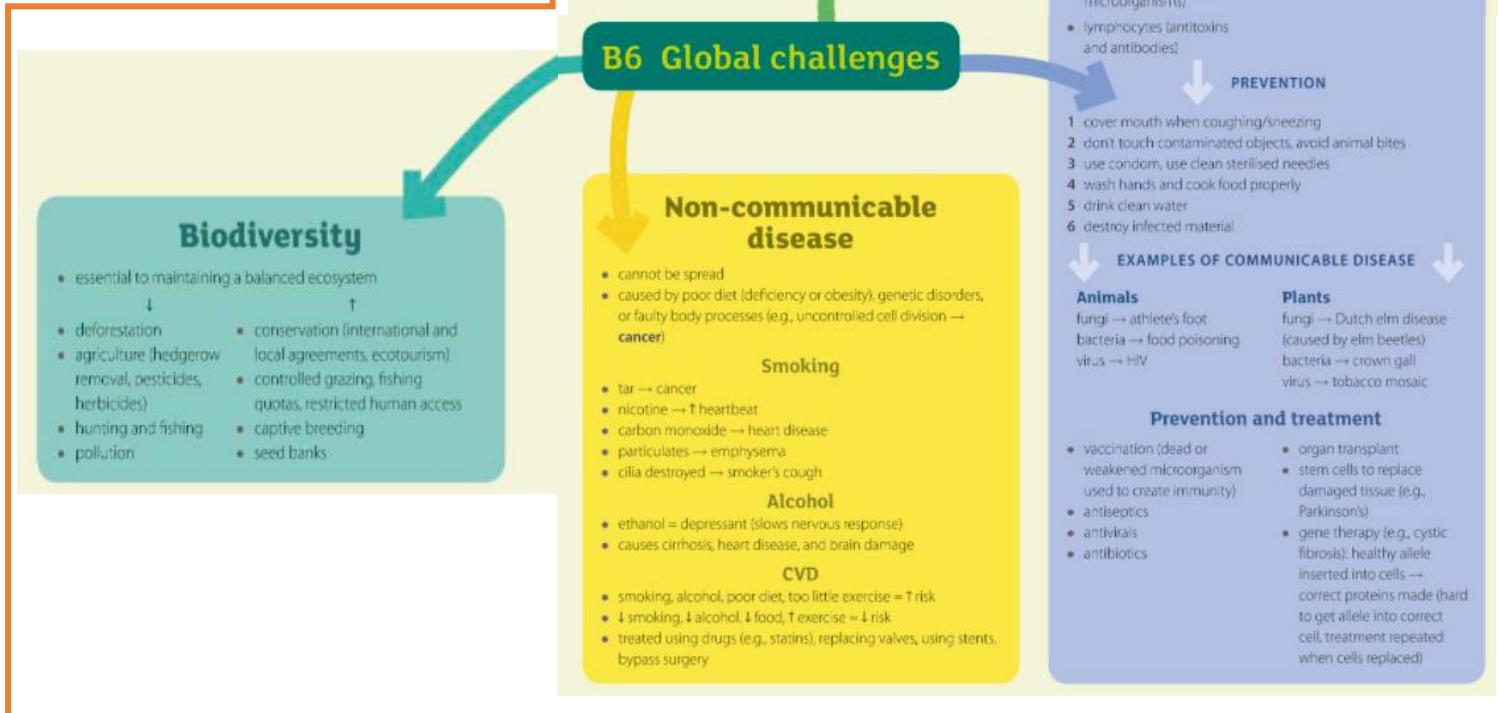 B6 Global challenges
Biodiversity
• essential to maintaining a balanced ecosystem
↓ ↑
• deforestation
• agriculture (hedgerow
removal, pesticides,
herbicides)
• hunting and fishing
• pollution
• conservation (international and
local agreements, ecotourism)
• controlled grazing, fishing
quotas, restricted human access
• captive breeding
• seed banks
Non-communicable
disease
• cannot be spread
• caused by poor diet (deficiency or obesity), genetic disorders,
or faulty body processes (e.g., uncontrolled cell division →
cancer)
Smoking
• tar → cancer
• nicotine → ↑ heartbeat
• carbon monoxide → heart disease
• particulates → emphysema
• cilia destroyed → smoker's cough
Alcohol
• ethanol = depressant (slows nervous response)
• causes cirrhosis, heart disease, and brain damage
CVD
• smoking, alcohol, poor diet, too little exercise = ↑ risk
• ↓ smoking, ↓ alcohol, ↓ food, ↑ exercise = ↓ risk
• treated using drugs (e.g., statins), replacing valves, using stents,
bypass surgery
microorganisms)
• lymphocytes (antitoxins
and antibodies)
PREVENTION
1 cover mouth when coughing/sneezing
2 don't touch contaminated objects, avoid animal bites
3 use condom, use clean sterilised needles
4 wash hands and cook food properly
5 drink clean water
6 destroy infected material
EXAMPLES OF COMMUNICABLE DISEASE
Animals
fungi → athlete's foot
bacteria → food poisoning
virus → HIV
Plants
fungi → Dutch elm disease
(caused by elm beetles)
bacteria → crown gall
virus → tobacco mosaic
Prevention and treatment
• vaccination (dead or
weakened microorganism
used to create immunity)
• antiseptics
• antivirals
• antibiotics
• organ transplant
• stem cells to replace
damaged tissue (e.g.,
Parkinson's)
• gene therapy (e.g., cystic
fibrosis): healthy allele
inserted into cells →
correct proteins made (hard
to get allele into correct
cell, treatment repeated
when cells replaced)